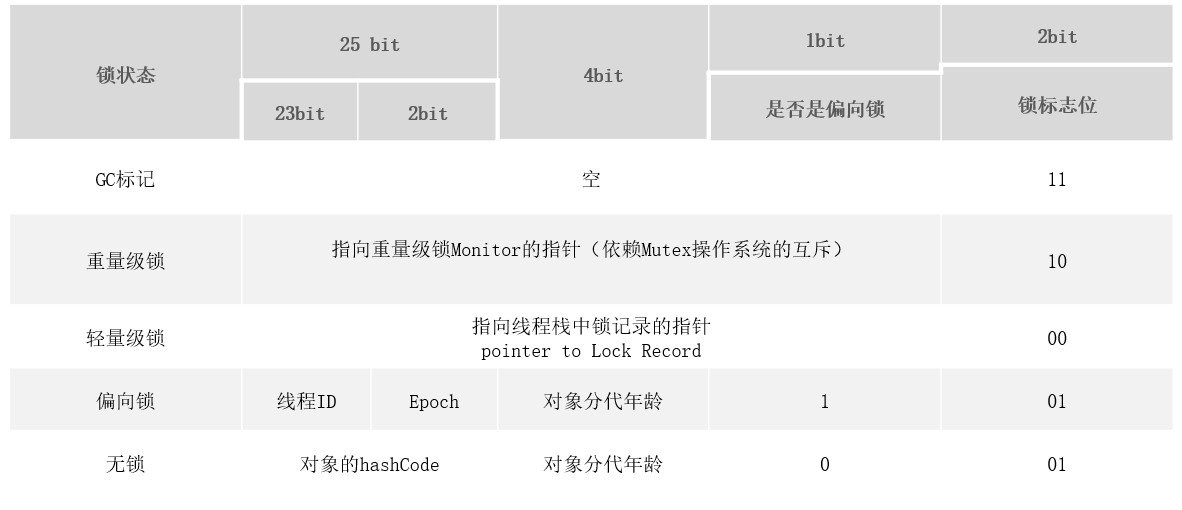 锁状态 25 bit 4bit 1bit 2bit
23bit 2bit 是否是偏向锁 锁标志位
GC标记 空 11
重量级锁 指向重量级锁Monitor的指针（依赖Mutex操作系统的互斥） 10
轻量级锁 指向线程栈中锁记录的指针 00
pointer to Lock Record
偏向锁 线程ID Epoch 对象分代年龄 1 01
无锁 对象的hashCode 对象分代年龄 0 01